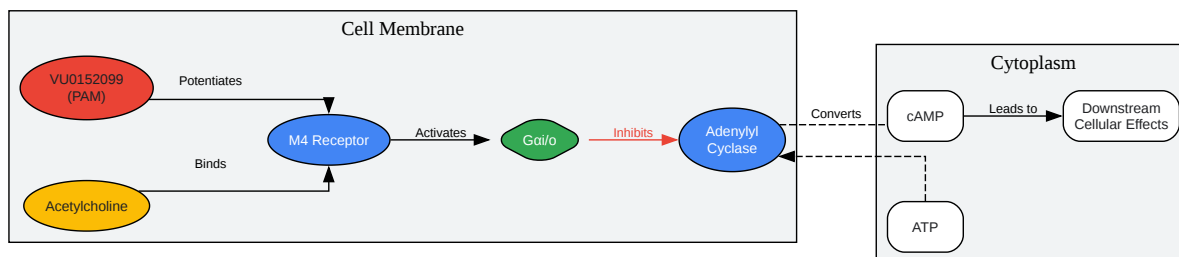 Cell Membrane
VU0152099
(PAM)
Potentiates
M4 Receptor
Activates
Gαi/o
Inhibits
Adenylyl
Cyclase
Binds
Acetylcholine
Converts
Cytoplasm
cAMP
Leads to
Downstream
Cellular Effects
ATP